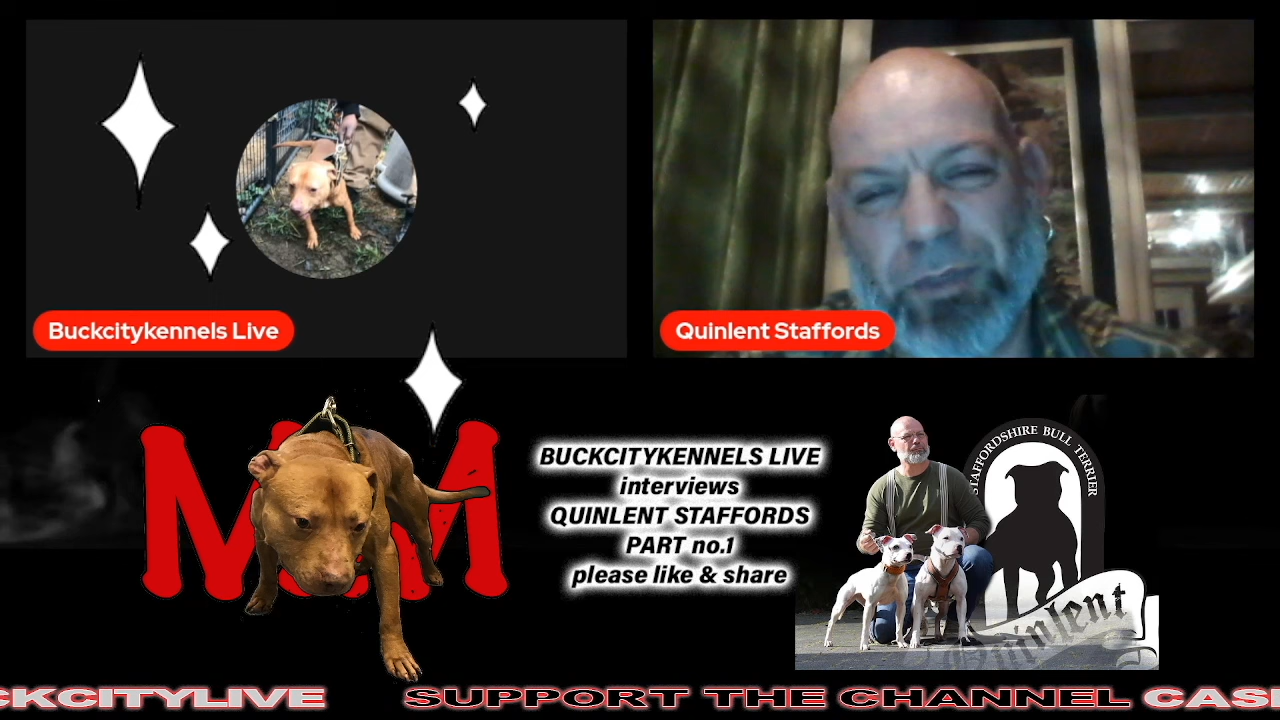 Buckcitykennels Live
Quinlent Staffords
BUCKCITYKENNELS LIVE
interviews
QUINLENT STAFFORDS
PART no.1
please like & share
STAFFORDSHIRE BULL TERRIER
Quinlent
CKCITYLIVE SUPPORT THE CHANNEL CASH